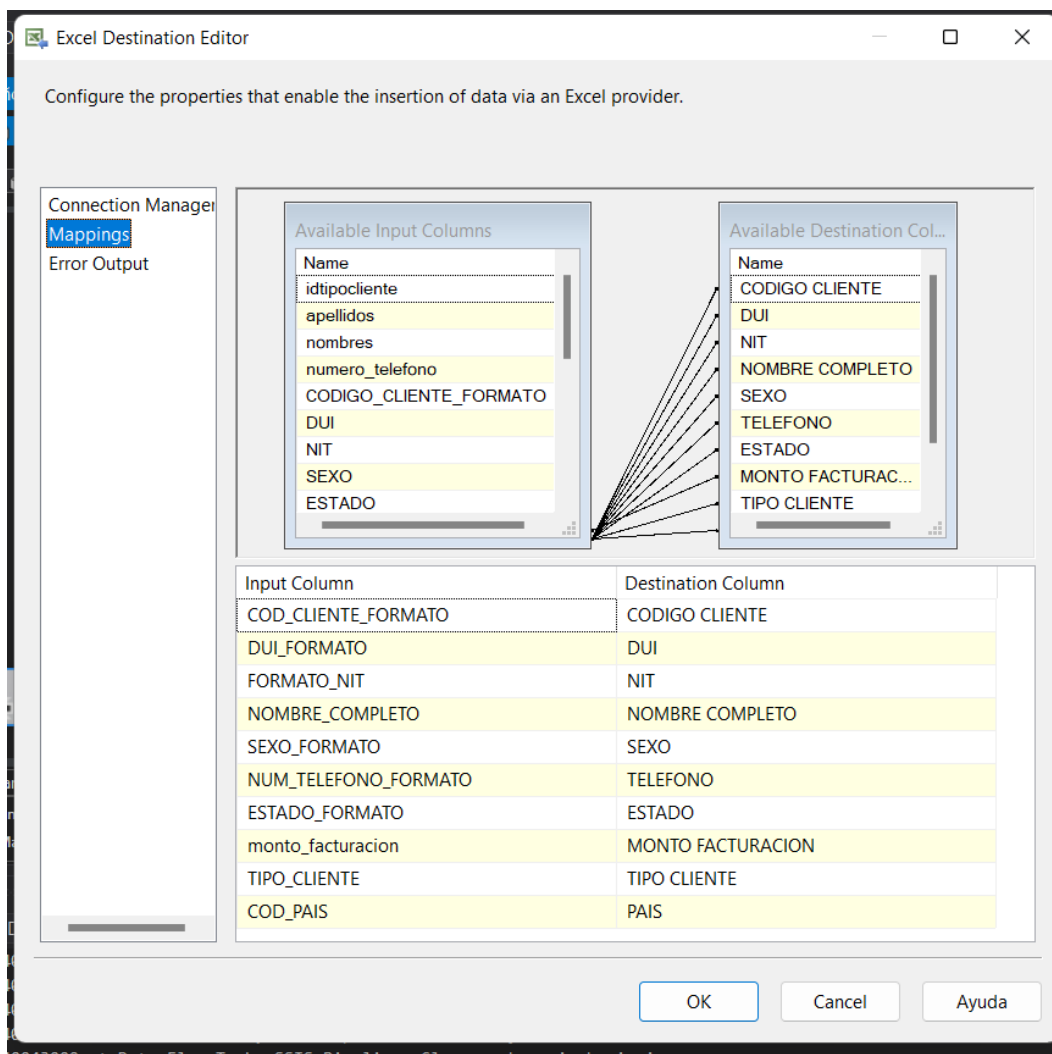 Excel Destination Editor
Configure the properties that enable the insertion of data via an Excel provider.
Connection Manager
Mappings
Error Output
Available Input Columns
Name
idtipocliente
apellidos
nombres
numero_telefono
CODIGO_CLIENTE_FORMATO
DUI
NIT
SEXO
ESTADO
Available Destination Col...
Name
CODIGO CLIENTE
DUI
NIT
NOMBRE COMPLETO
SEXO
TELEFONO
ESTADO
MONTO FACTURAC...
TIPO CLIENTE
Input Column Destination Column
COD_CLIENTE_FORMATO CODIGO CLIENTE
DUI_FORMATO DUI
FORMATO_NIT NIT
NOMBRE_COMPLETO NOMBRE COMPLETO
SEXO_FORMATO SEXO
NUM_TELEFONO_FORMATO TELEFONO
ESTADO_FORMATO ESTADO
monto_facturacion MONTO FACTURACION
TIPO_CLIENTE TIPO CLIENTE
COD_PAIS PAIS
OK Cancel Ayuda